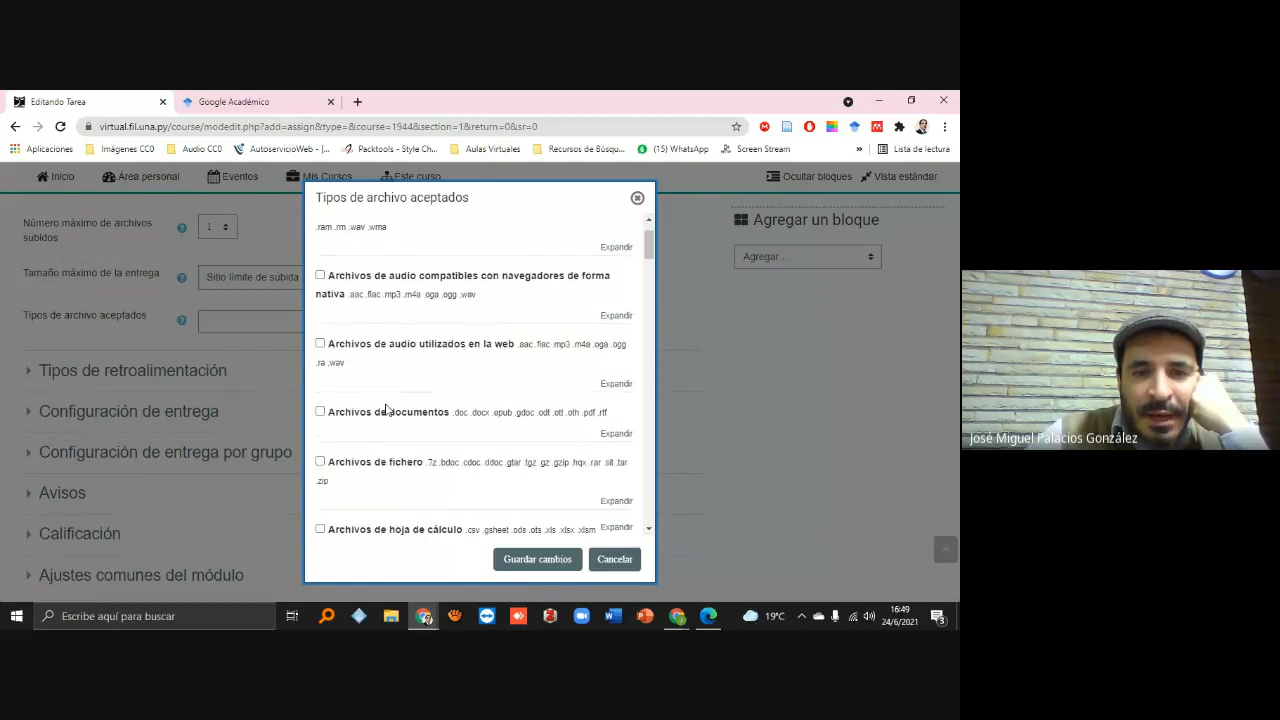 Editando Tarea
Google Académico
virtual.fil.una.py/course/modedit.php?add=assign&type=&course=1944&section=1&return=0&sr=0
Aplicaciones
Imágenes CC0
Audio CC0
AutoservicioWeb - (...
Packtools - Style Ch...
Aulas Virtuales
Recursos de Búsqu...
(15) WhatsApp
Screen Stream
»
Lista de lectura
Inicio
Área personal
Eventos
Mis Cursos
Este curso
Ocultar bloques
Vista estándar
Número máximo de archivos
subidos
1
Tamaño máximo de la entrega
Sitio límite de subida
Tipos de archivo aceptados
Tipos de retroalimentación
Configuración de entrega
Configuración de entrega por grupo
Avisos
Calificación
Ajustes comunes del módulo
Tipos de archivo aceptados
.ram .rm .wav .wma
Expandir
Archivos de audio compatibles con navegadores de forma
nativa .aac .flac .mp3 .m4a .oga .ogg .wav
Expandir
Archivos de audio utilizados en la web .aac .flac .mp3 .m4a .oga .ogg
.ra .wav
Expandir
Archivos de documentos .doc .docx .epub .gdoc .odt .ott .oth .pdf .rtf
Expandir
Archivos de fichero .7z .bdoc .cdoc .ddoc .gtar .tgz .gz .gzip .hqx .rar .sit .tar
.zip
Expandir
Archivos de hoja de cálculo .csv .gsheet .ods .ots .xls .xlsx .xlsm
Expandir
Guardar cambios
Cancelar
Agregar un bloque
Agregar ...
José Miguel Palacios González
Escribe aquí para buscar
19°C
16:49
24/6/2021
3